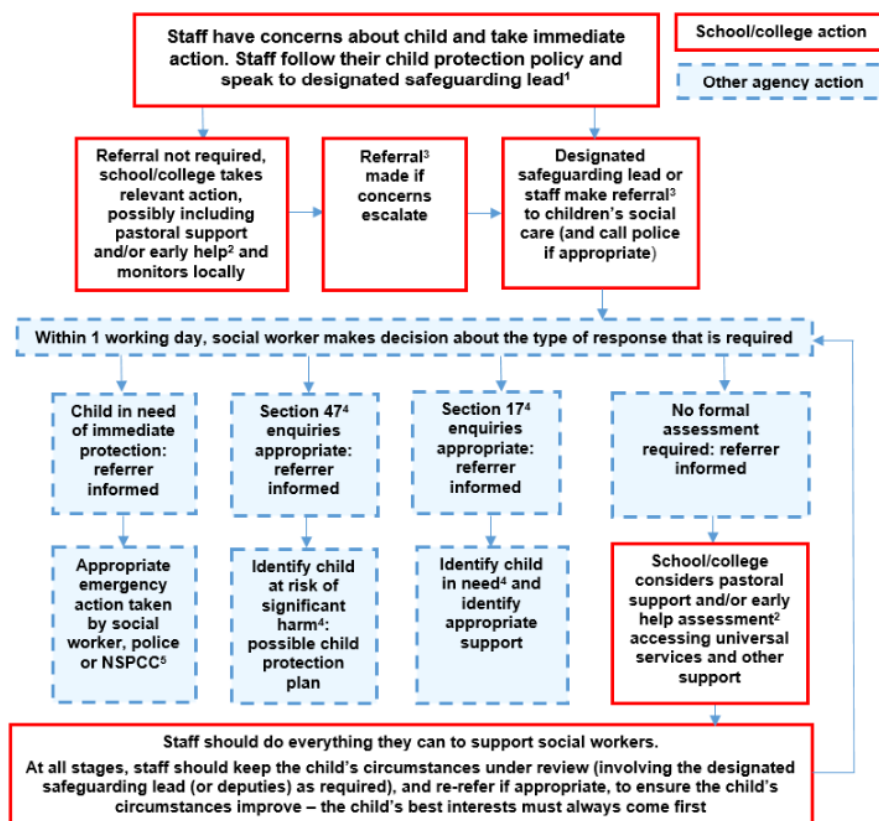 Staff have concerns about child and take immediate
action. Staff follow their child protection policy and
speak to designated safeguarding lead¹
School/college action
Other agency action
Referral not required,
school/college takes
relevant action,
possibly including
pastoral support
and/or early help² and
monitors locally
Referral³
made if
concerns
escalate
Designated
safeguarding lead or
staff make referral³
to children’s social
care (and call police
if appropriate)
Within 1 working day, social worker makes decision about the type of response that is required
Child in need
of immediate
protection:
referrer
informed
Section 47⁴
enquiries
appropriate:
referrer
informed
Section 17⁴
enquiries
appropriate:
referrer
informed
No formal
assessment
required: referrer
informed
Appropriate
emergency
action taken
by social
worker, police
or NSPCC⁵
Identify child
at risk of
significant
harm⁴:
possible child
protection
plan
Identify child
in need⁴ and
identify
appropriate
support
School/college
considers pastoral
support and/or early
help assessment²
accessing universal
services and other
support
Staff should do everything they can to support social workers.
At all stages, staff should keep the child’s circumstances under review (involving the designated
safeguarding lead (or deputies) as required), and re-refer if appropriate, to ensure the child’s
circumstances improve – the child’s best interests must always come first